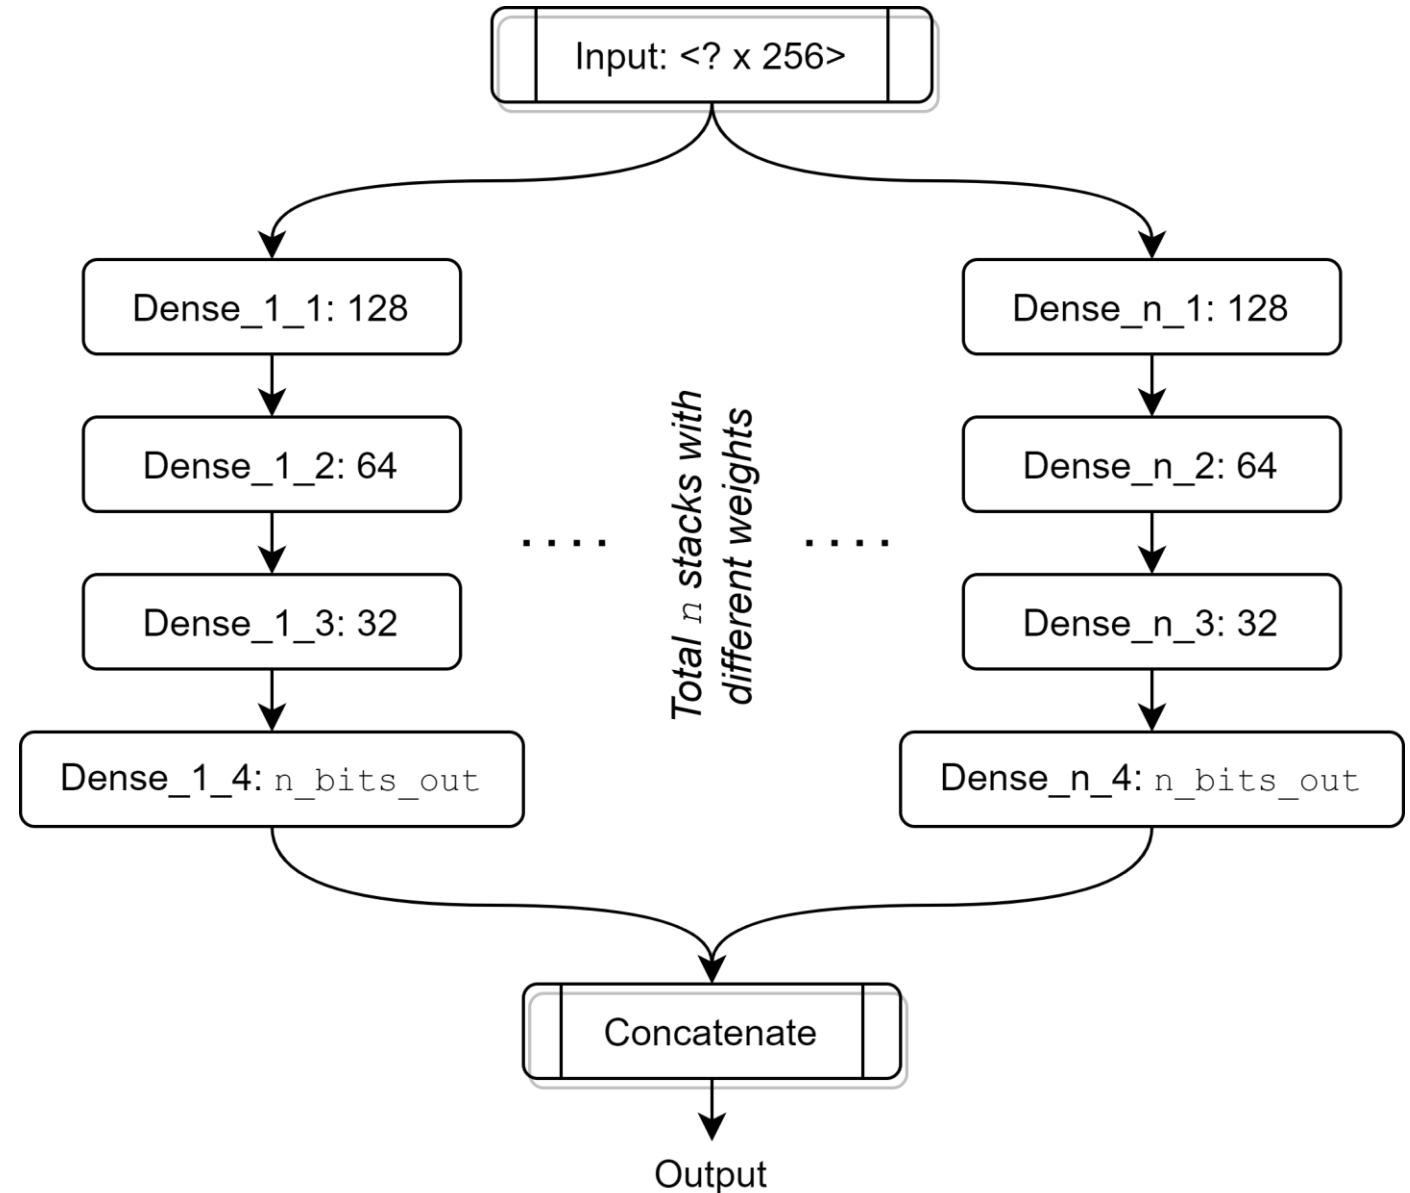 Input: <? x 256>
Dense_1_1: 128
Dense_n_1: 128
Dense_1_2: 64
Dense_n_2: 64
....
Total n stacks with
different weights
....
Dense_1_3: 32
Dense_n_3: 32
Dense_1_4: n_bits_out
Dense_n_4: n_bits_out
Concatenate
Output